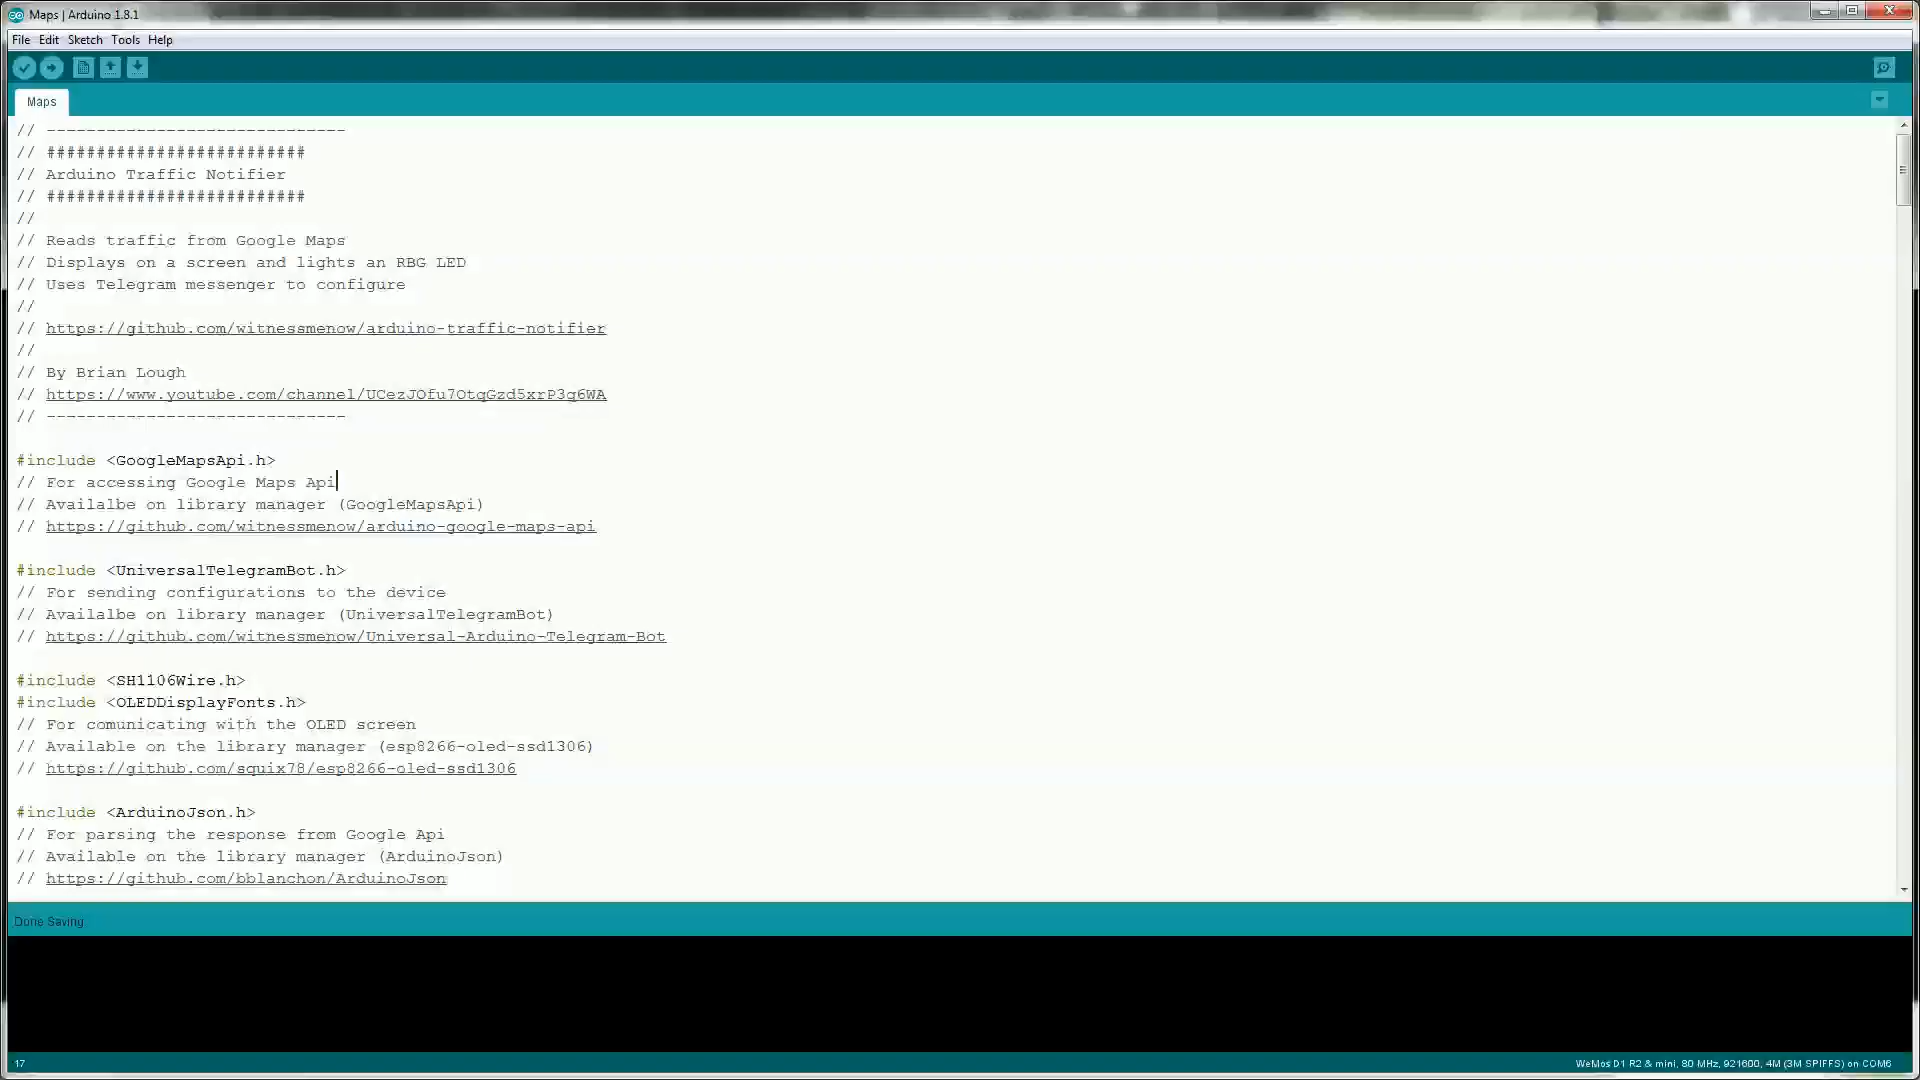 Maps | Arduino 1.8.1
File Edit Sketch Tools Help
Maps
// ------------------------------
// ##########################
// Arduino Traffic Notifier
// ##########################
//
// Reads traffic from Google Maps
// Displays on a screen and lights an RBG LED
// Uses Telegram messenger to configure
//
// https://github.com/witnessmenow/arduino-traffic-notifier
//
// By Brian Lough
// https://www.youtube.com/channel/UCezJOfu7OtqGzd5xrP3q6WA
// ------------------------------
#include <GoogleMapsApi.h>
// For accessing Google Maps Api
// Availalbe on library manager (GoogleMapsApi)
// https://github.com/witnessmenow/arduino-google-maps-api
#include <UniversalTelegramBot.h>
// For sending configurations to the device
// Availalbe on library manager (UniversalTelegramBot)
// https://github.com/witnessmenow/Universal-Arduino-Telegram-Bot
#include <SH1106Wire.h>
#include <OLEDDisplayFonts.h>
// For comunicating with the OLED screen
// Available on the library manager (esp8266-oled-ssd1306)
// https://github.com/squix78/esp8266-oled-ssd1306
#include <ArduinoJson.h>
// For parsing the response from Google Api
// Available on the library manager (ArduinoJson)
// https://github.com/bblanchon/ArduinoJson
Done Saving.
17
WeMos D1 R2 & mini, 80 MHz, 921600, 4M (3M SPIFFS) on COM6